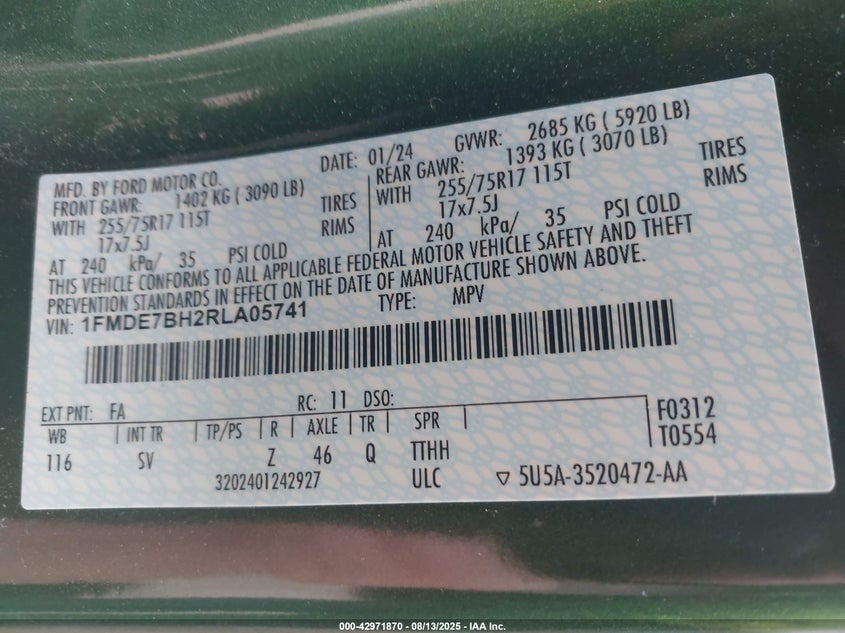 MFD. BY FORD MOTOR CO.
DATE: 01/24
GVWR: 2685 KG ( 5920 LB)
FRONT GAWR: 1402 KG ( 3090 LB)
WITH 255/75R17 115T TIRES
17x7.5J RIMS
AT 240 kPa/ 35 PSI COLD
REAR GAWR: 1393 KG ( 3070 LB)
WITH 255/75R17 115T TIRES
17x7.5J RIMS
AT 240 kPa/ 35 PSI COLD
THIS VEHICLE CONFORMS TO ALL APPLICABLE FEDERAL MOTOR VEHICLE SAFETY AND THEFT
PREVENTION STANDARDS IN EFFECT ON THE DATE OF MANUFACTURE SHOWN ABOVE.
VIN: 1FMDE7BH2RLA05741 TYPE: MPV
EXT PNT: FA RC: 11 DSO:
WB INT TR TP/PS R AXLE TR SPR
116 SV Z 46 Q TTHH
3202401242927 ULC
F0312
T0554
▽ 5U5A-3520472-AA
000-42971870 - 08/13/2025 - IAA Inc.